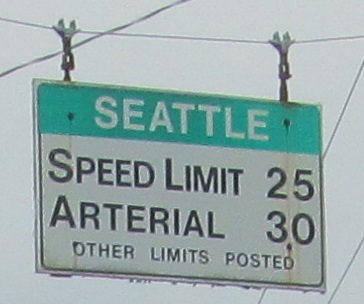 SEATTLE
SPEED LIMIT 25
ARTERIAL 30
OTHER LIMITS POSTED